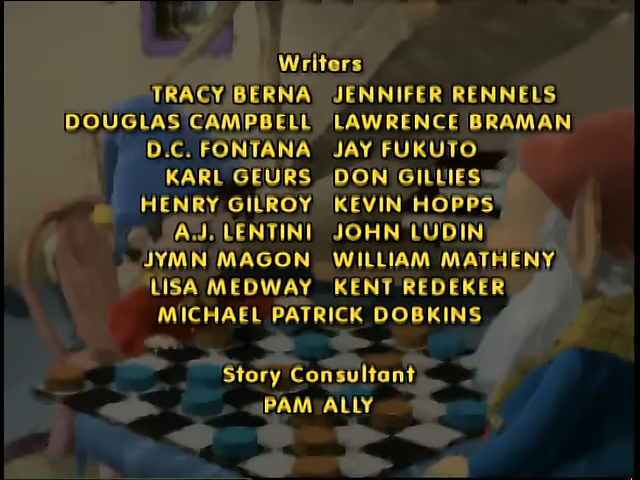 Writers
TRACY BERNA JENNIFER RENNELS
DOUGLAS CAMPBELL LAWRENCE BRAMAN
D.C. FONTANA JAY FUKUTO
KARL GEURS DON GILLIES
HENRY GILROY KEVIN HOPPS
A.J. LENTINI JOHN LUDIN
JYMN MAGON WILLIAM MATHENY
LISA MEDWAY KENT REDEKER
MICHAEL PATRICK DOBKINS
Story Consultant
PAM ALLY